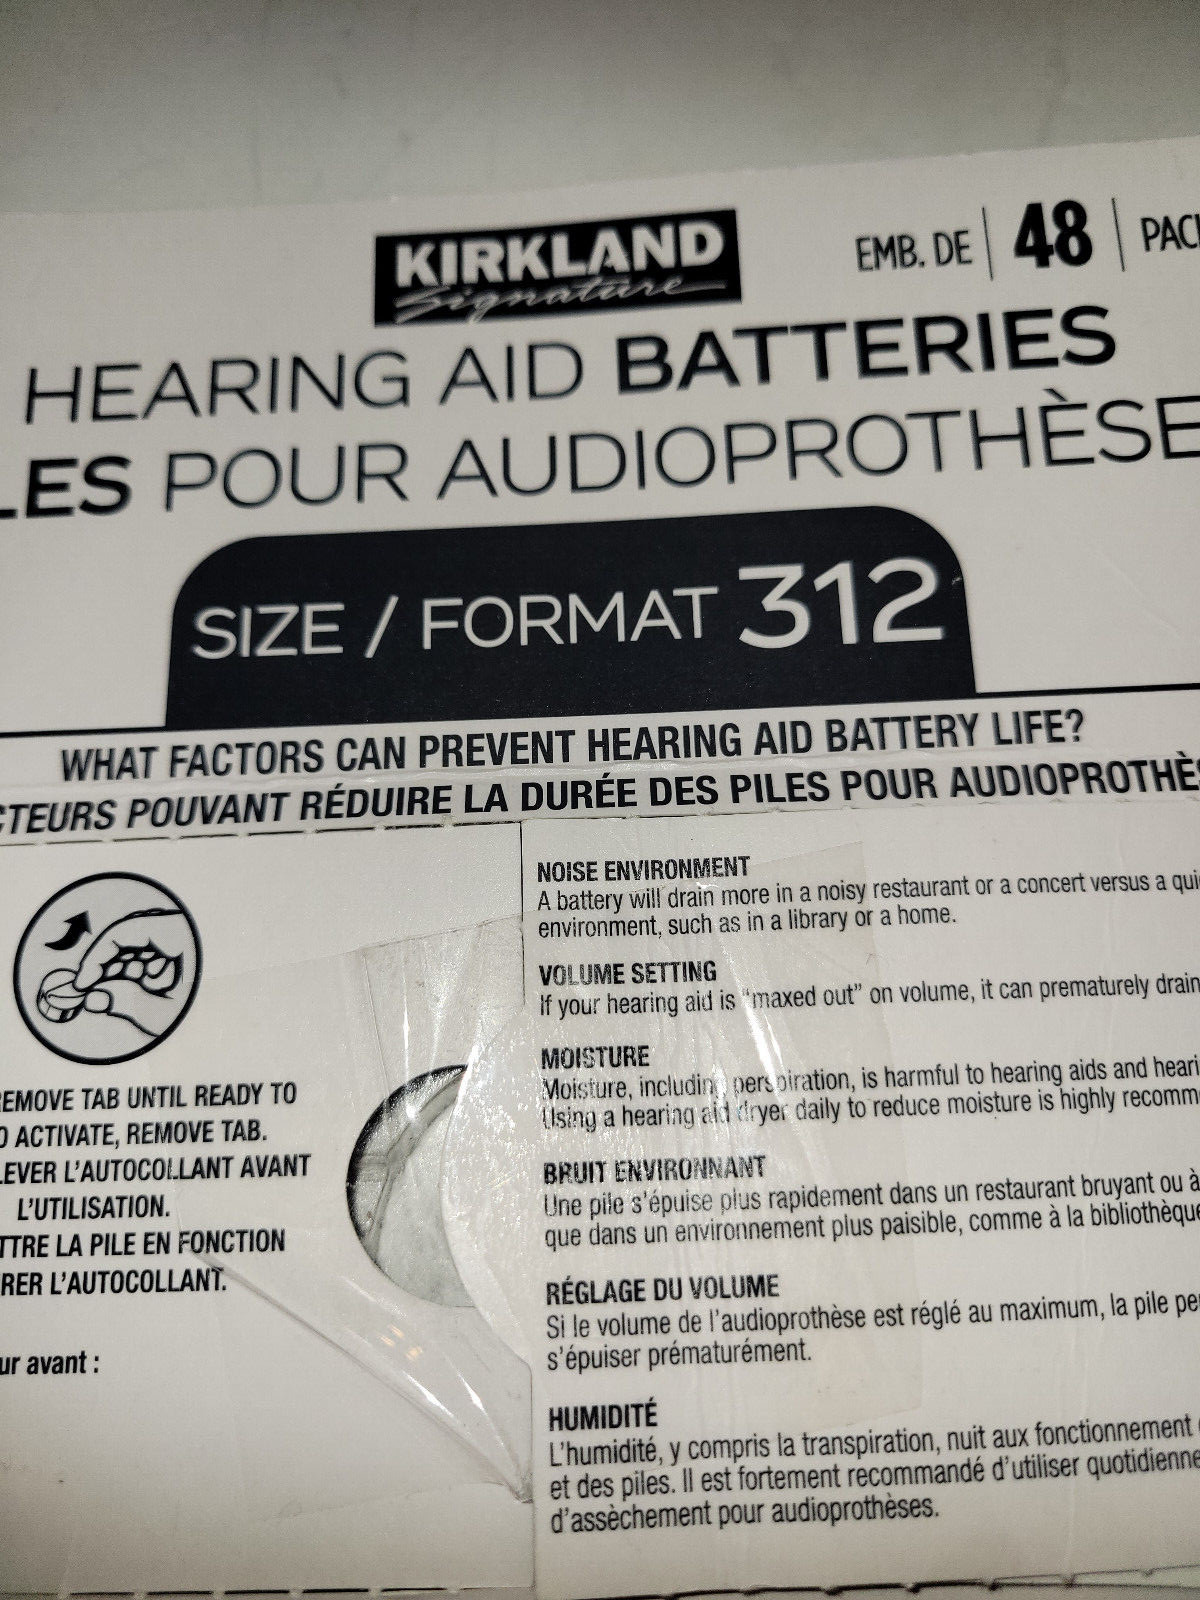 KIRKLAND
Signature
EMB. DE | 48 |
HEARING AID BATTERIES
LES POUR AUDIOPROTHÈSE
SIZE / FORMAT 312
WHAT FACTORS CAN PREVENT HEARING AID BATTERY LIFE?
CTEURS POUVANT RÉDUIRE LA DURÉE DES PILES POUR AUDIOPROTHÈS
EMOVE TAB UNTIL READY TO
O ACTIVATE, REMOVE TAB.
LEVER L'AUTOCOLLANT AVANT
L'UTILISATION.
TTRE LA PILE EN FONCTION
RER L'AUTOCOLLANT.
ur avant :
NOISE ENVIRONMENT
A battery will drain more in a noisy restaurant or a concert versus a qui
environment, such as in a library or a home.
VOLUME SETTING
If your hearing aid is “maxed out” on volume, it can prematurely drain
MOISTURE
Moisture, including perspiration, is harmful to hearing aids and heari
Using a hearing aid dryer daily to reduce moisture is highly recomm
BRUIT ENVIRONNANT
Une pile s'épuise plus rapidement dans un restaurant bruyant ou à
que dans un environnement plus paisible, comme à la bibliothèque
RÉGLAGE DU VOLUME
Si le volume de l'audioprothèse est réglé au maximum, la pile pe
s'épuiser prématurément.
HUMIDITÉ
L'humidité, y compris la transpiration, nuit aux fonctionnement
et des piles. Il est fortement recommandé d'utiliser quotidienne
d'assèchement pour audioprothèses.